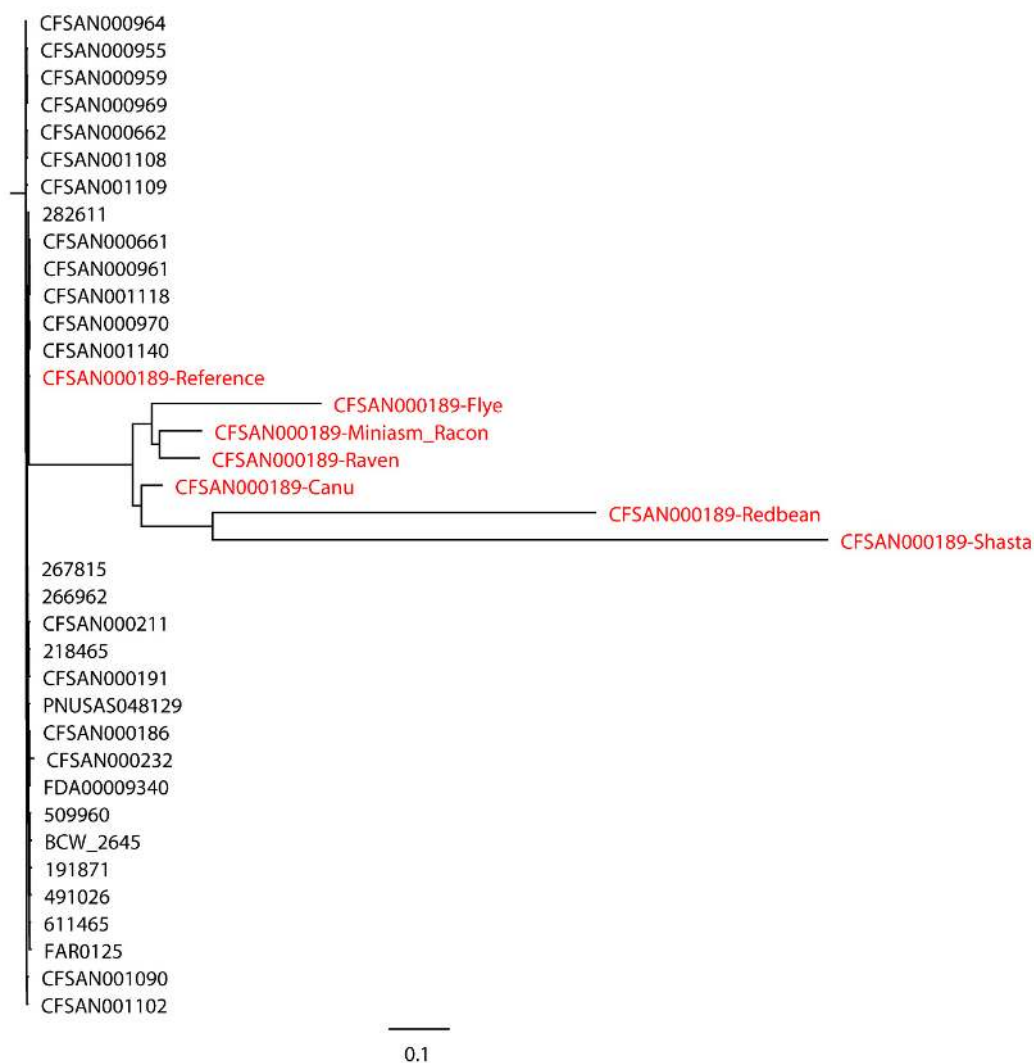 CFSAN000964
CFSAN000955
CFSAN000959
CFSAN000969
CFSAN000662
CFSAN001108
CFSAN001109
282611
CFSAN000661
CFSAN000961
CFSAN001118
CFSAN000970
CFSAN001140
CFSAN000189-Reference
CFSAN000189-Flye
CFSAN000189-Miniasm_Racon
CFSAN000189-Raven
CFSAN000189-Canu
CFSAN000189-Redbean
CFSAN000189-Shasta
267815
266962
CFSAN000211
218465
CFSAN000191
PNUSAS048129
CFSAN000186
CFSAN000232
FDA00009340
509960
BCW_2645
191871
491026
611465
FAR0125
CFSAN001090
CFSAN001102
0.1